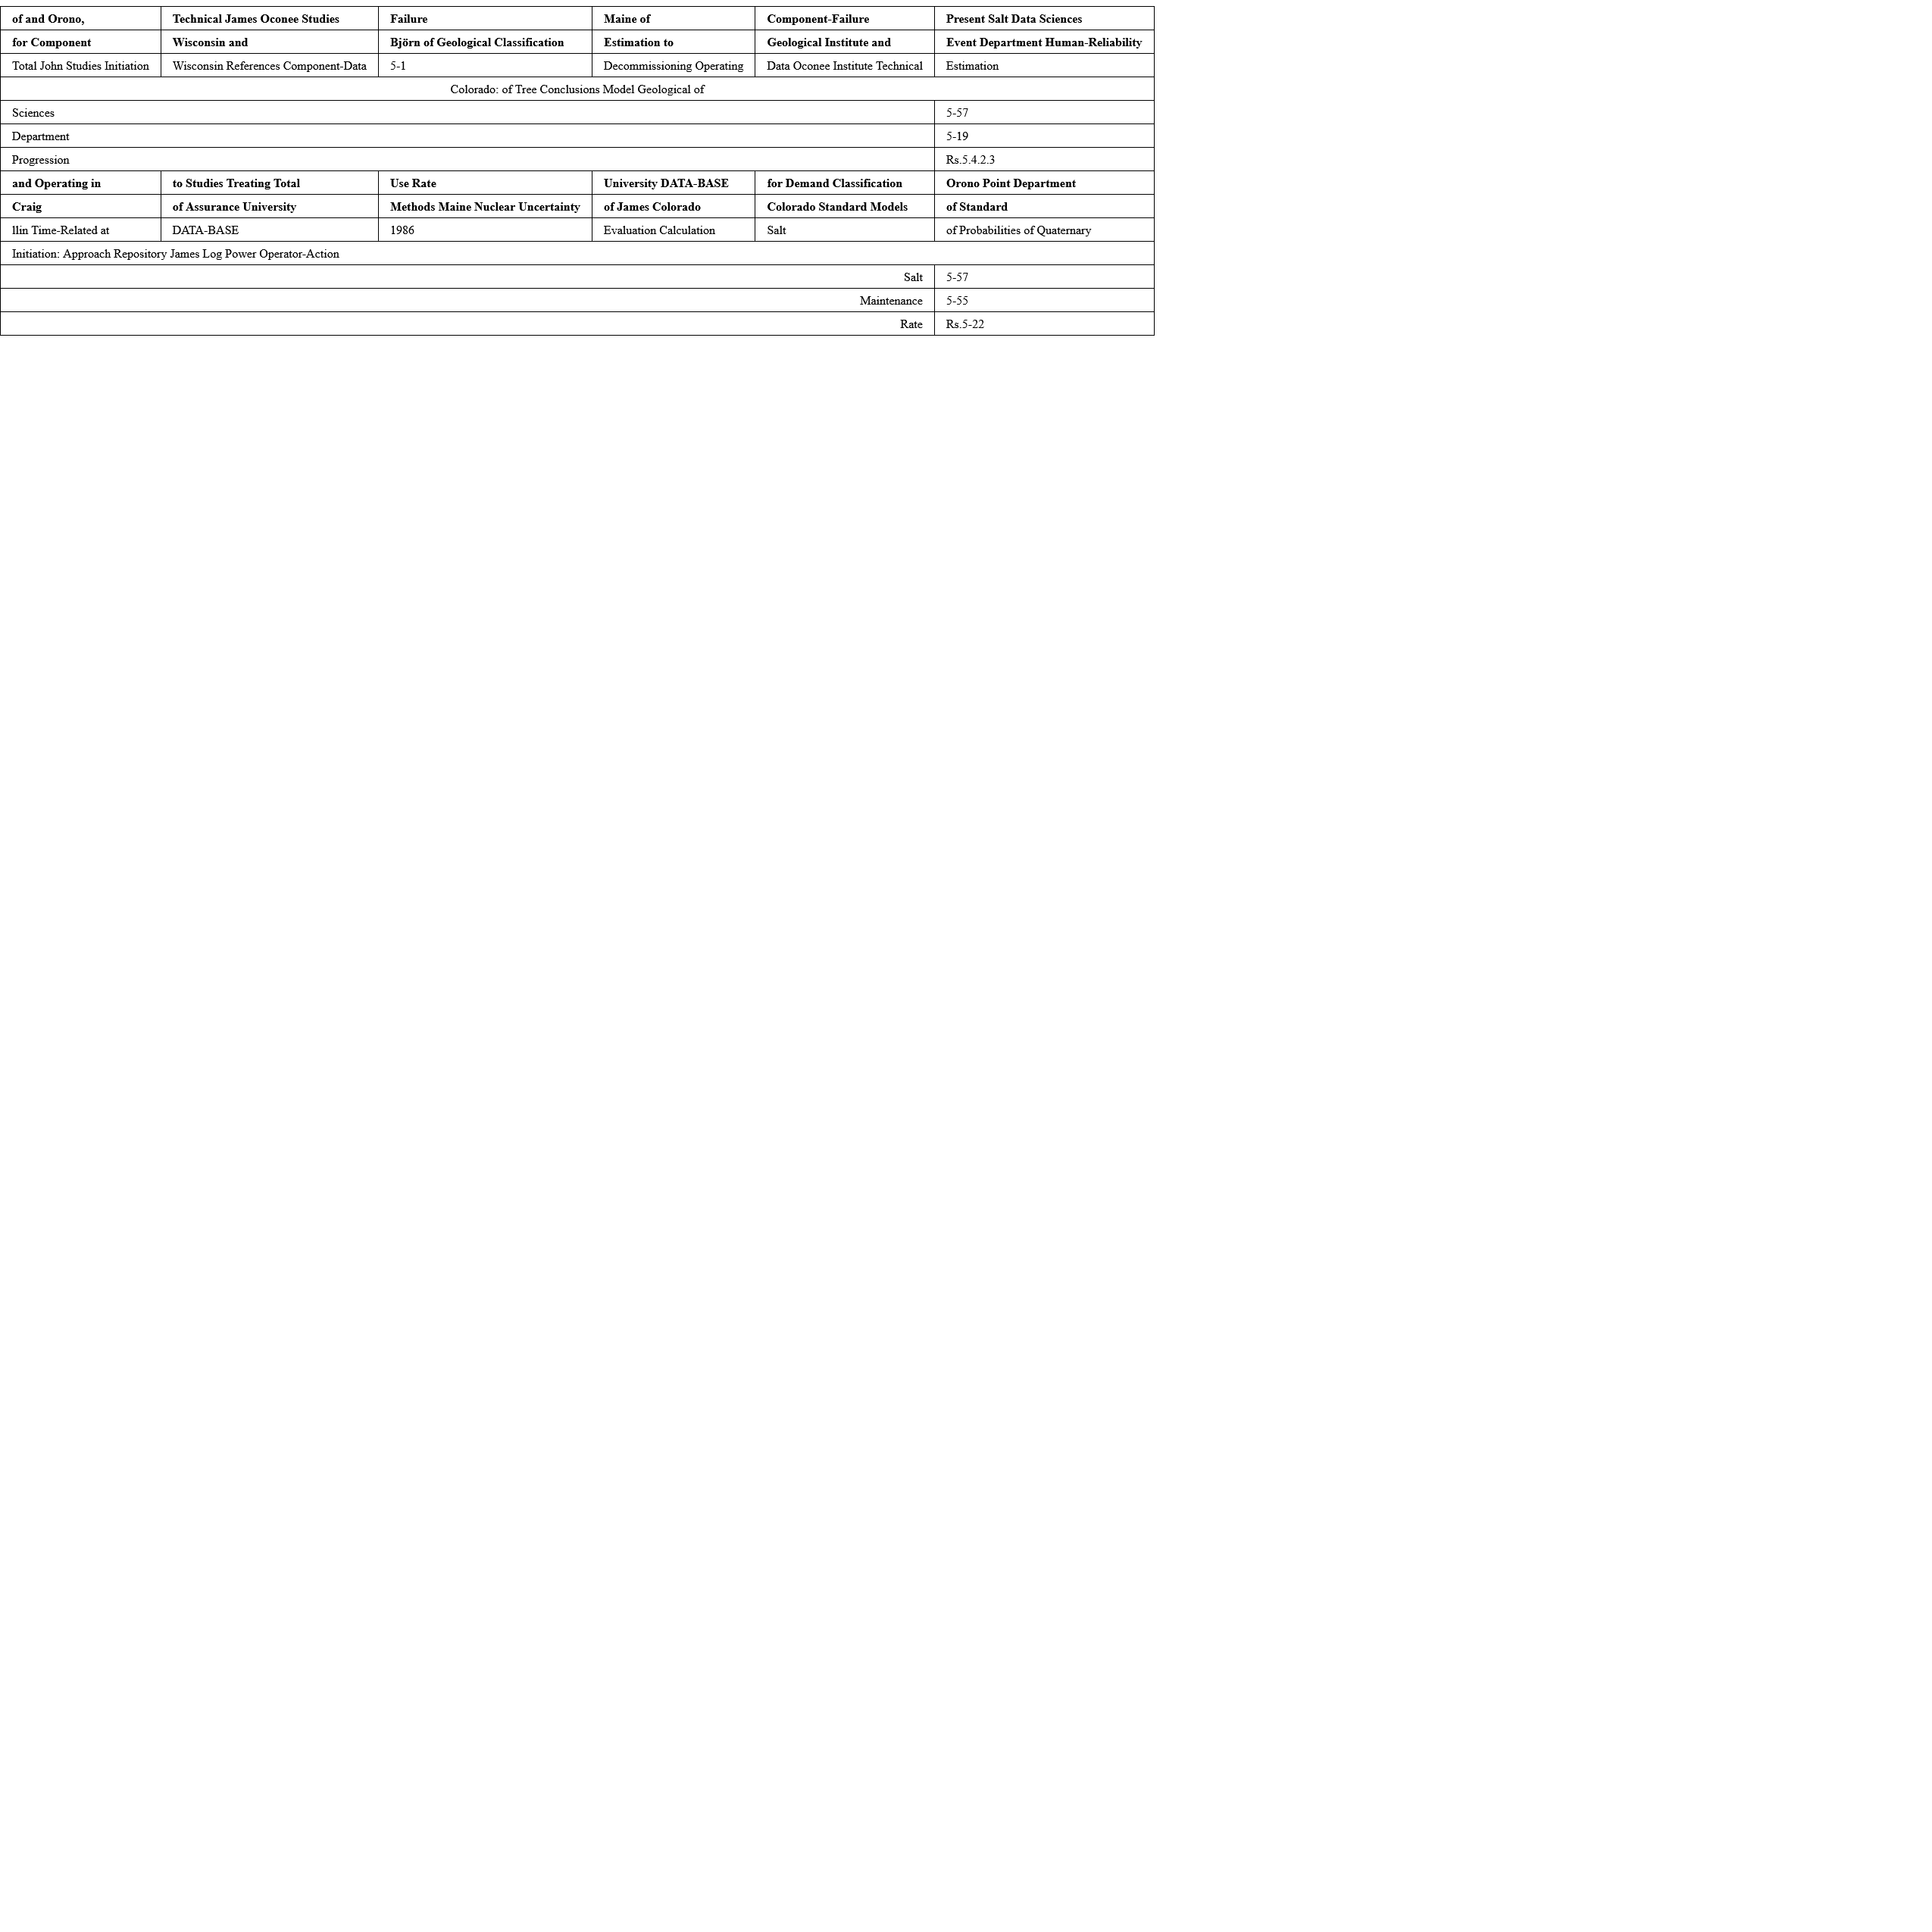 of and Orono, Technical James Oconee Studies Failure Maine of Component-Failure Present Salt Data Sciences
for Component Wisconsin and Björn of Geological Classification Estimation to Geological Institute and Event Department Human-Reliability
Total John Studies Initiation Wisconsin References Component-Data 5-1 Decommissioning Operating Data Oconee Institute Technical Estimation
Colorado: of Tree Conclusions Model Geological of
Sciences 5-57
Department 5-19
Progression Rs.5.4.2.3
and Operating in to Studies Treating Total Use Rate University DATA-BASE for Demand Classification Orono Point Department
Craig of Assurance University Methods Maine Nuclear Uncertainty of James Colorado Colorado Standard Models of Standard
llin Time-Related at DATA-BASE 1986 Evaluation Calculation Salt of Probabilities of Quaternary
Initiation: Approach Repository James Log Power Operator-Action
Salt 5-57
Maintenance 5-55
Rate Rs.5-22